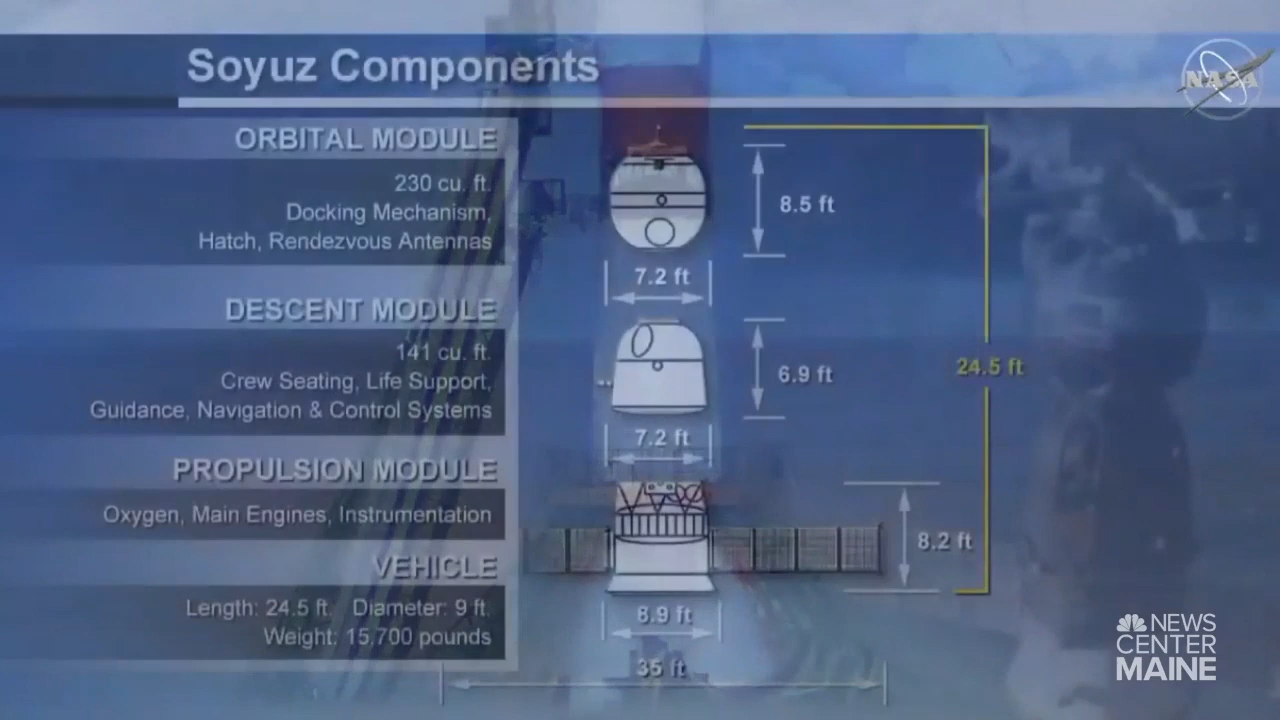 Soyuz Components
NASA
ORBITAL MODULE
230 cu. ft.
Docking Mechanism,
Hatch, Rendezvous Antennas
DESCENT MODULE
141 cu. ft.
Crew Seating, Life Support,
Guidance, Navigation & Control Systems
PROPULSION MODULE
Oxygen, Main Engines, Instrumentation
VEHICLE
Length: 24.5 ft. Diameter: 9 ft.
Weight: 15,700 pounds
8.5 ft
7.2 ft
6.9 ft
7.2 ft
24.5 ft
8.2 ft
8.9 ft
35 ft
NEWS
CENTER
MAINE